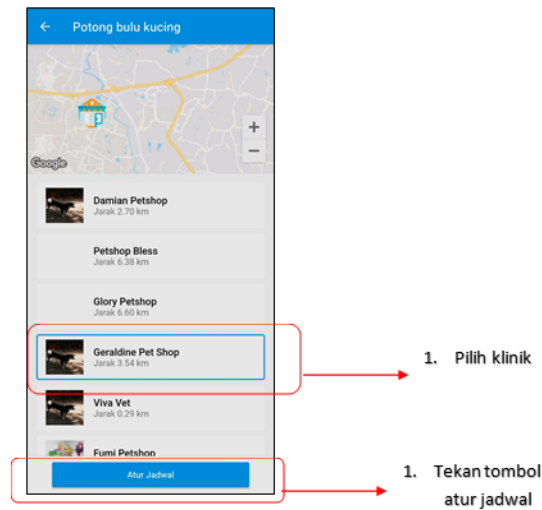 Potong bulu kucing
Google
+
−
Damian Petshop
Jarak 2.70 km
Petshop Bless
Jarak 6.38 km
Glory Petshop
Jarak 6.60 km
Geraldine Pet Shop
Jarak 3.54 km
1. Pilih klinik
Viva Vet
Jarak 0.29 km
Fumi Petshop
Atur Jadwal
1. Tekan tombol
atur jadwal